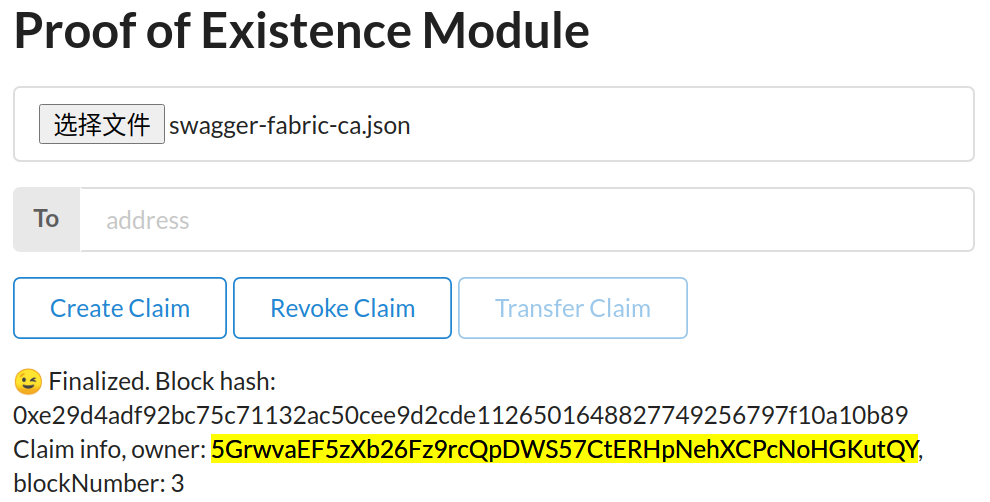 Proof of Existence Module
选择文件 swagger-fabric-ca.json
To address
Create Claim Revoke Claim Transfer Claim
😉 Finalized. Block hash:
0xe29d4adf92bc75c71132ac50cee9d2cde1126501648827749256797f10a10b89
Claim info, owner: 5GrwvaEF5zXb26Fz9rcQpDWS57CtERHpNehXCPcNoHGKutQY,
blockNumber: 3